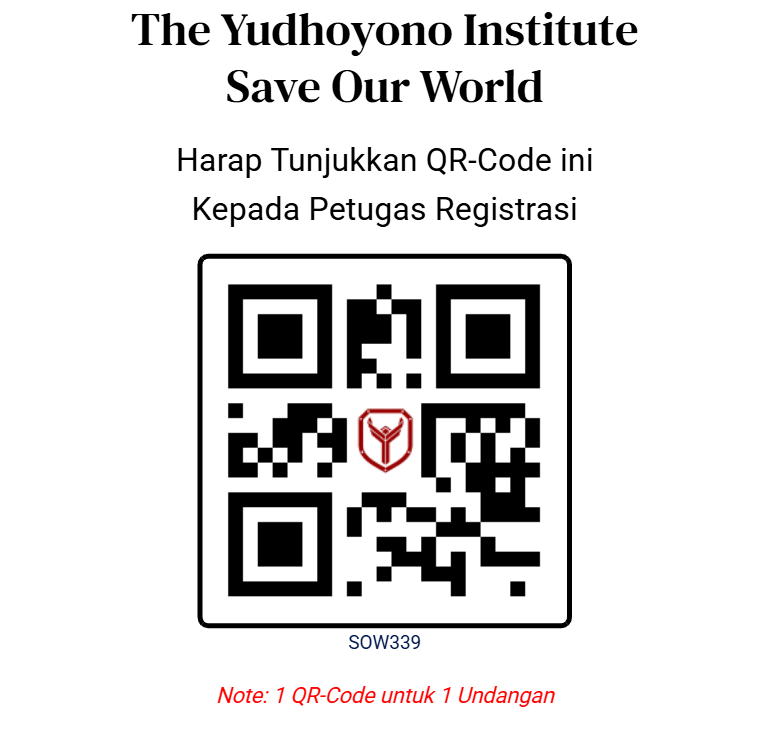 The Yudhoyono Institute
Save Our World
Harap Tunjukkan QR-Code ini
Kepada Petugas Registrasi
SOW339
Note: 1 QR-Code untuk 1 Undangan